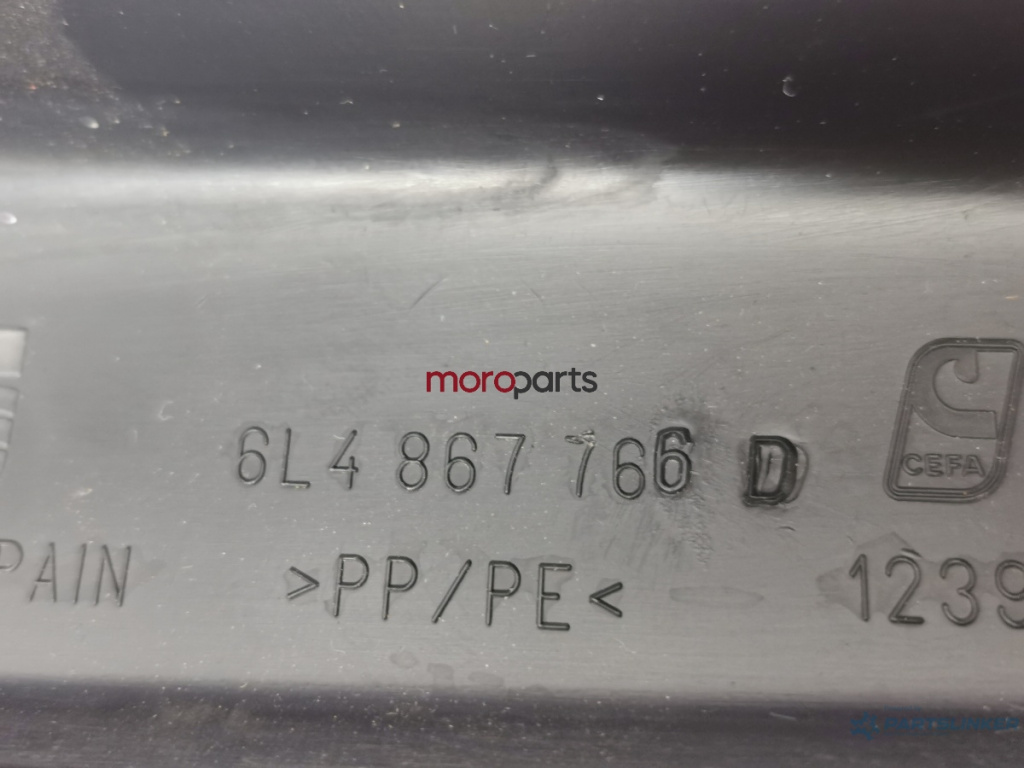 moroparts
6L4 867 766 D
CEFA
PAIN >PP/PE< 1239